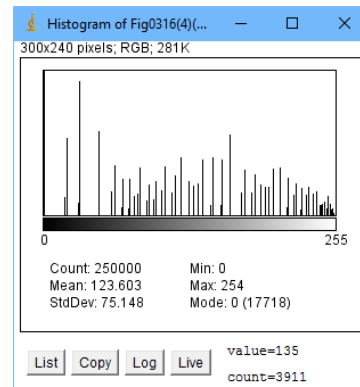 Histogram of Fig0316(4)(...
300x240 pixels; RGB; 281K
0 255
Count: 250000 Min: 0
Mean: 123.603 Max: 254
StdDev: 75.148 Mode: 0 (17718)
List Copy Log Live value=135
count=3911